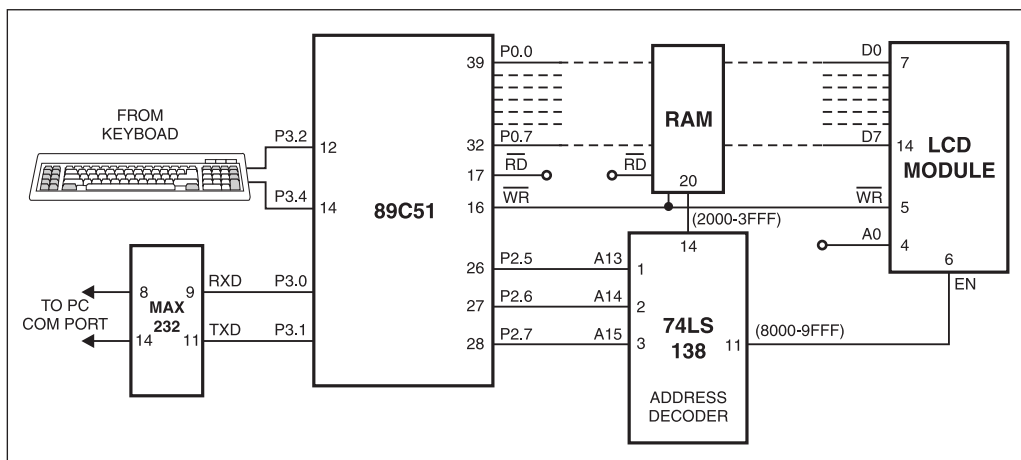 FROM
KEYBOAD
P3.2
12
P3.4
14
89C51
39
P0.0
32
P0.7
17
RD
16
WR
26
P2.5
A13
1
27
P2.6
A14
2
28
P2.7
A15
3
TO PC
COM PORT
8
14
MAX
232
9
RXD
P3.0
11
TXD
P3.1
RAM
RD
20
(2000-3FFF)
14
74LS
138
11
ADDRESS
DECODER
(8000-9FFF)
D0
7
D7
14
LCD
MODULE
WR
5
A0
4
6
EN